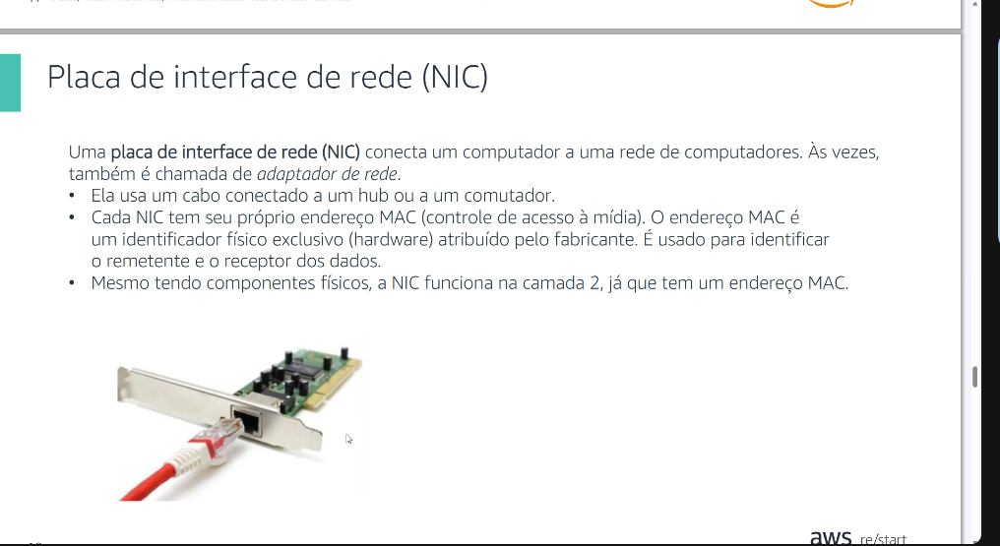 Placa de interface de rede (NIC)
Uma placa de interface de rede (NIC) conecta um computador a uma rede de computadores. Às vezes,
também é chamada de adaptador de rede.
• Ela usa um cabo conectado a um hub ou a um comutador.
• Cada NIC tem seu próprio endereço MAC (controle de acesso à mídia). O endereço MAC é
um identificador físico exclusivo (hardware) atribuído pelo fabricante. É usado para identificar
o remetente e o receptor dos dados.
• Mesmo tendo componentes físicos, a NIC funciona na camada 2, já que tem um endereço MAC.
aws re/start